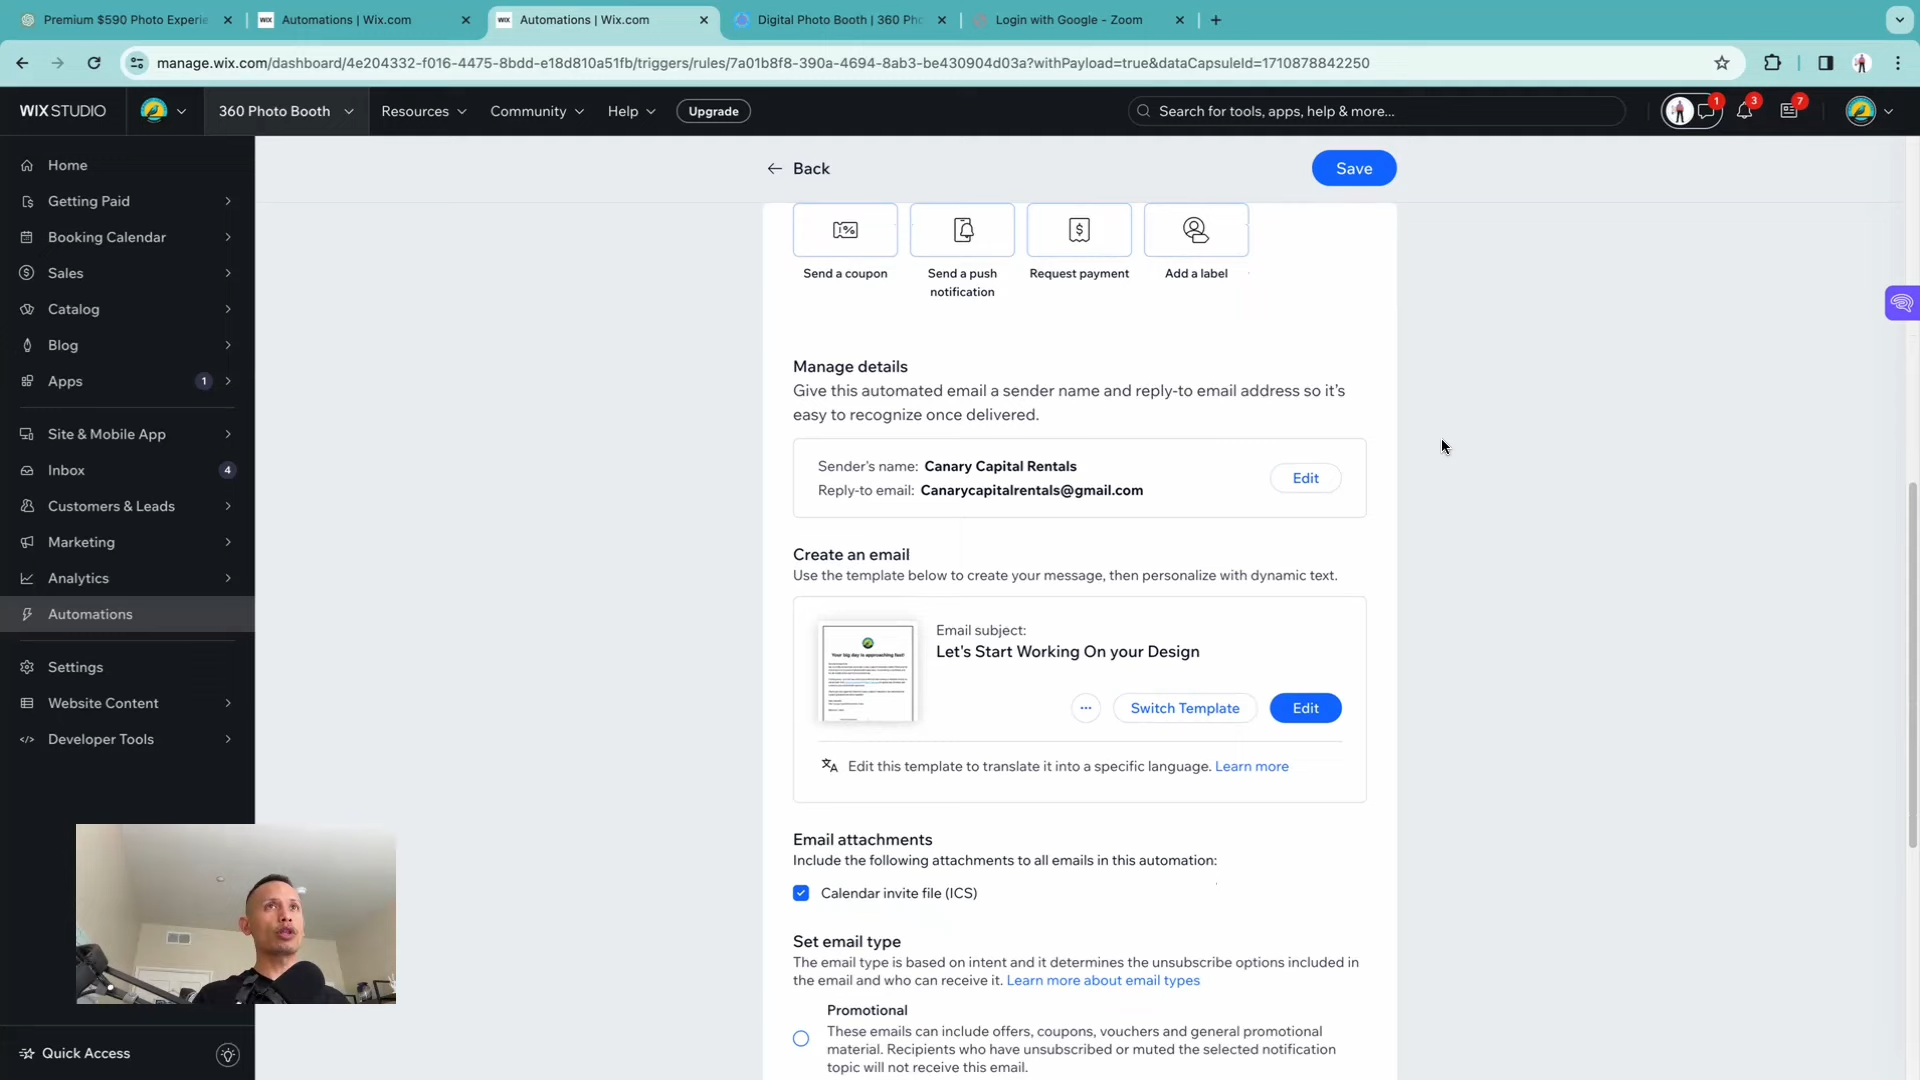 Premium $590 Photo Experie
Automations | Wix.com
Automations | Wix.com
Digital Photo Booth | 360 Pho
Login with Google - Zoom
manage.wix.com/dashboard/4e204332-f016-4475-8bdd-e18d810a51fb/triggers/rules/7a01b8f8-390a-4694-8ab3-be430904d03a?withPayload=true&dataCapsuleId=1710878842250
WIX STUDIO
360 Photo Booth
Resources
Community
Help
Upgrade
Search for tools, apps, help & more...
1
3
7
Home
Getting Paid
Booking Calendar
Sales
Catalog
Blog
Apps
1
Site & Mobile App
Inbox
4
Customers & Leads
Marketing
Analytics
Automations
Settings
Website Content
Developer Tools
Quick Access
Back
Save
Send a coupon
Send a push
notification
Request payment
Add a label
Manage details
Give this automated email a sender name and reply-to email address so it's
easy to recognize once delivered.
Sender's name: Canary Capital Rentals
Reply-to email: Canarycapitalrentals@gmail.com
Edit
Create an email
Use the template below to create your message, then personalize with dynamic text.
Your big day is approaching fast!
Email subject:
Let's Start Working On your Design
Switch Template
Edit
Edit this template to translate it into a specific language. Learn more
Email attachments
Include the following attachments to all emails in this automation:
Calendar invite file (ICS)
Set email type
The email type is based on intent and it determines the unsubscribe options included in
the email and who can receive it. Learn more about email types
Promotional
These emails can include offers, coupons, vouchers and general promotional
material. Recipients who have unsubscribed or muted the selected notification
topic will not receive this email.